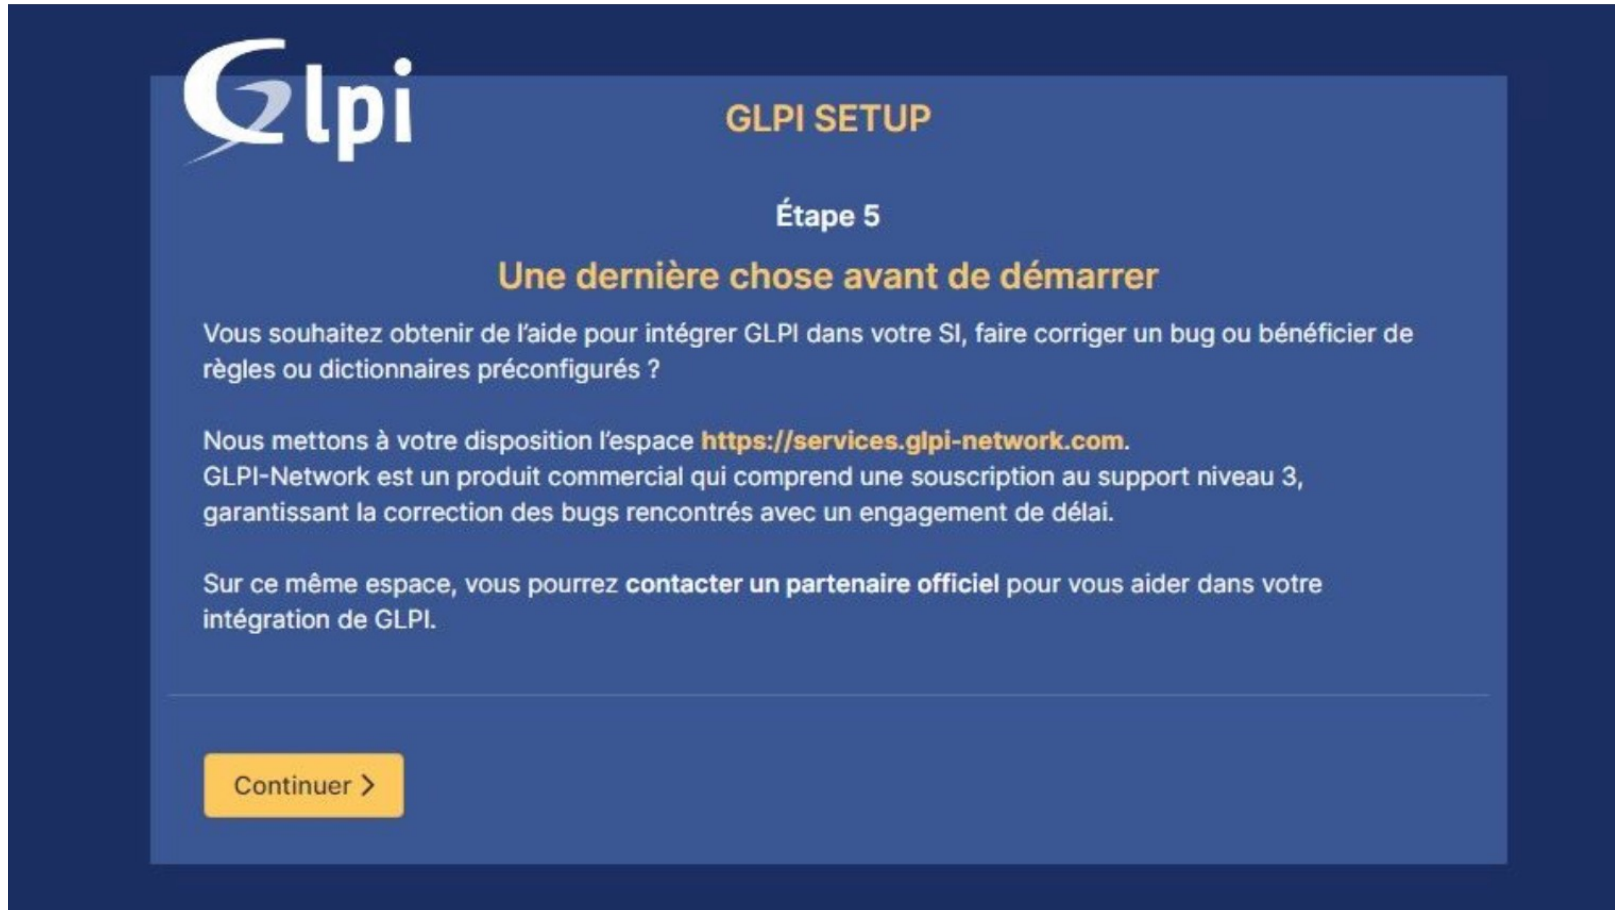 Glpi
GLPI SETUP
Étape 5
Une dernière chose avant de démarrer
Vous souhaitez obtenir de l’aide pour intégrer GLPI dans votre SI, faire corriger un bug ou bénéficier de
règles ou dictionnaires préconfigurés ?
Nous mettons à votre disposition l’espace https://services.glpi-network.com.
GLPI-Network est un produit commercial qui comprend une souscription au support niveau 3,
garantissant la correction des bugs rencontrés avec un engagement de délai.
Sur ce même espace, vous pourrez contacter un partenaire officiel pour vous aider dans votre
intégration de GLPI.
Continuer >